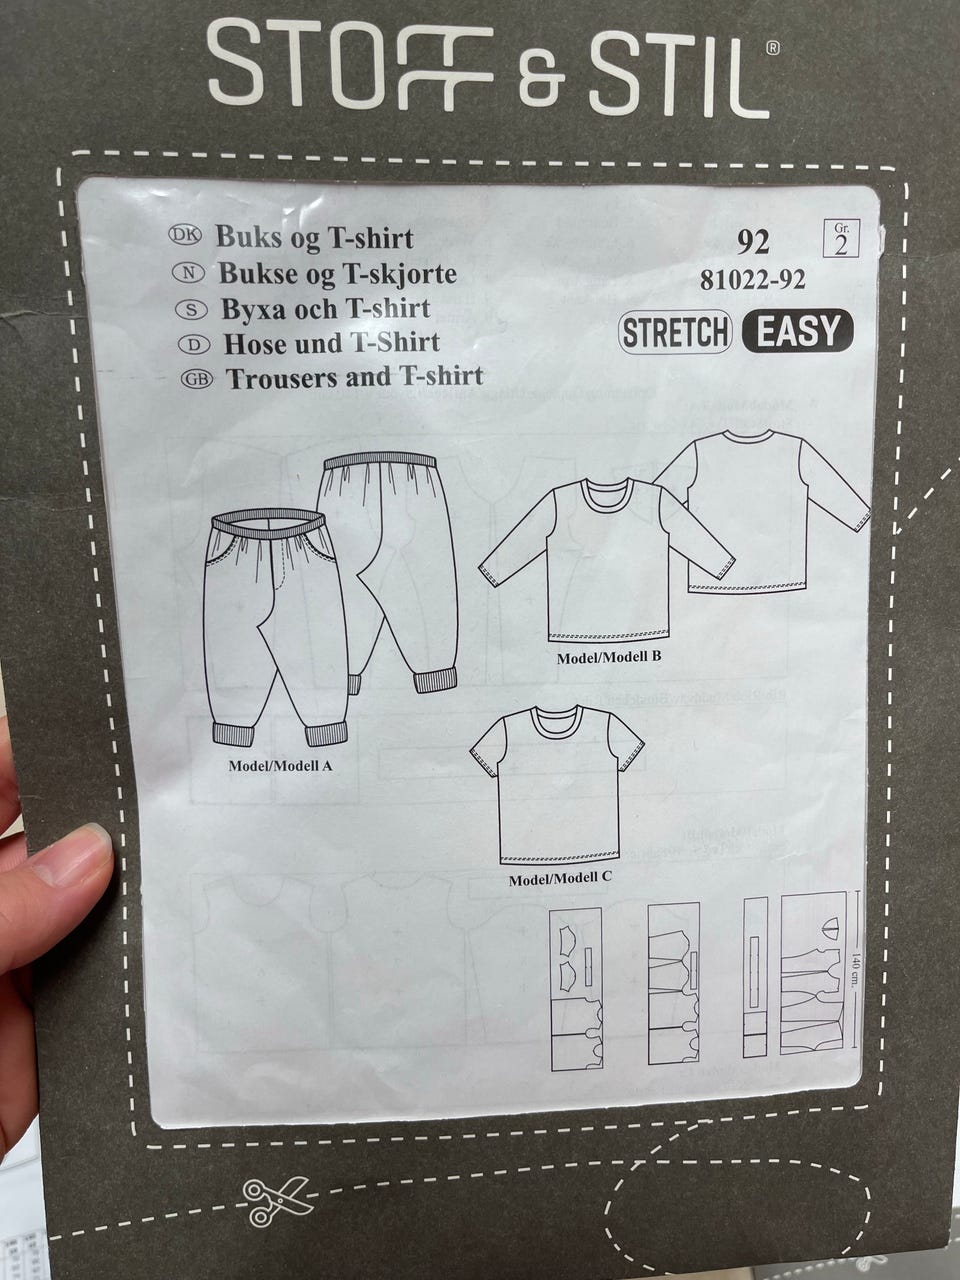 STOFF & STIL®
DK Buks og T-shirt
N Bukse og T-skjorte
S Byxa och T-shirt
D Hose und T-Shirt
GB Trousers and T-shirt
92
Gr. 2
81022-92
STRETCH EASY
Model/Modell B
Model/Modell A
Model/Modell C
140 cm.